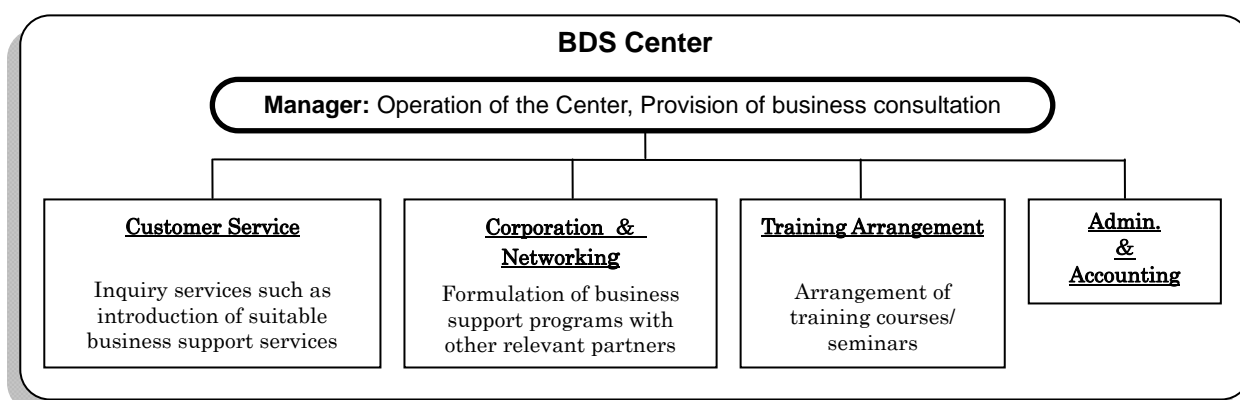 BDS Center
Manager: Operation of the Center, Provision of business consultation
Customer Service
Inquiry services such as
introduction of suitable
business support services
Corporation &
Networking
Formulation of business
support programs with
other relevant partners
Training Arrangement
Arrangement of
training courses/
seminars
Admin.
&
Accounting